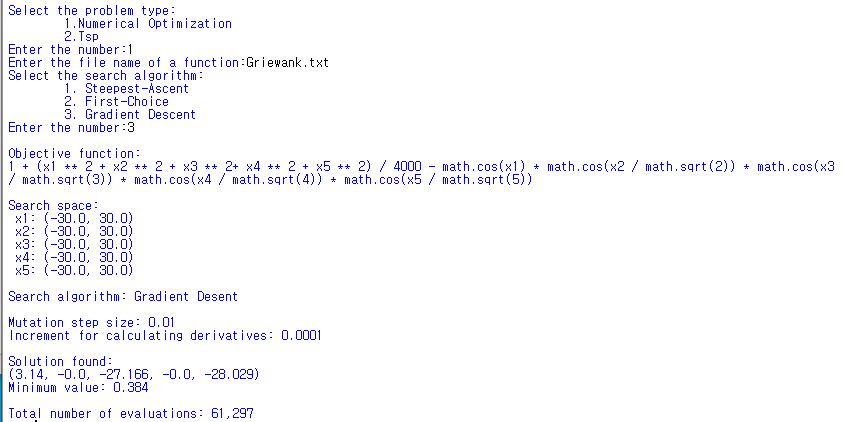 Select the problem type:
1.Numerical Optimization
2.Tsp
Enter the number:1
Enter the file name of a function:Griewank.txt
Select the search algorithm:
1. Steepest-Ascent
2. First-Choice
3. Gradient Descent
Enter the number:3
Objective function:
1 + (x1 ** 2 + x2 ** 2 + x3 ** 2+ x4 ** 2 + x5 ** 2) / 4000 - math.cos(x1) * math.cos(x2 / math.sqrt(2)) * math.cos(x3
/ math.sqrt(3)) * math.cos(x4 / math.sqrt(4)) * math.cos(x5 / math.sqrt(5))
Search space:
x1: (-30.0, 30.0)
x2: (-30.0, 30.0)
x3: (-30.0, 30.0)
x4: (-30.0, 30.0)
x5: (-30.0, 30.0)
Search algorithm: Gradient Desent
Mutation step size: 0.01
Increment for calculating derivatives: 0.0001
Solution found:
(3.14, -0.0, -27.166, -0.0, -28.029)
Minimum value: 0.384
Total number of evaluations: 61,297